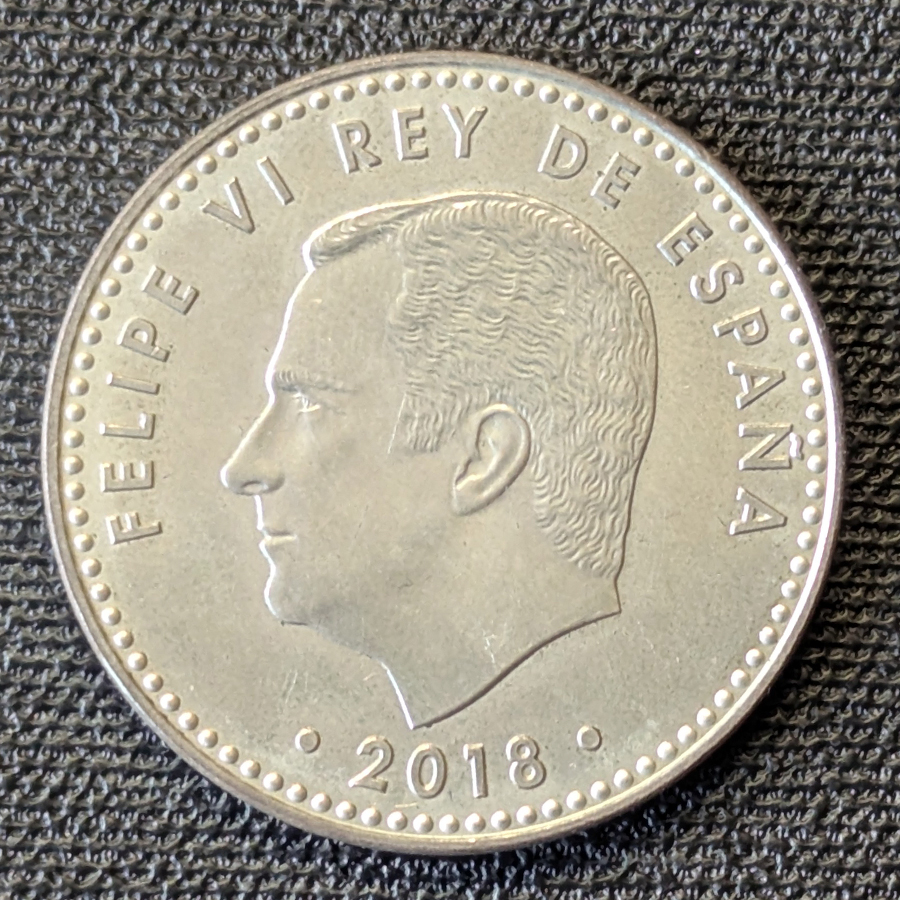 FELIPE VI REY DE ESPAÑA
• 2018 •